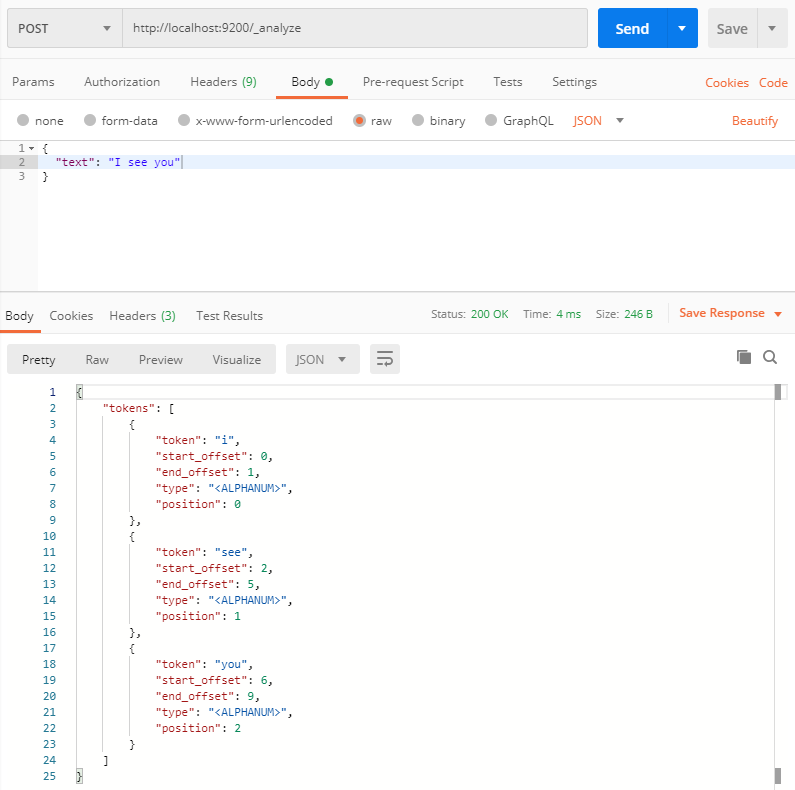 POST http://localhost:9200/_analyze Send Save
Params Authorization Headers (9) Body Pre-request Script Tests Settings Cookies Code
none form-data x-www-form-urlencoded raw binary GraphQL JSON Beautify
1 {
2 "text": "I see you"
3 }
Body Cookies Headers (3) Test Results Status: 200 OK Time: 4 ms Size: 246 B Save Response
Pretty Raw Preview Visualize JSON
1 {
2 "tokens": [
3 {
4 "token": "i",
5 "start_offset": 0,
6 "end_offset": 1,
7 "type": "<ALPHANUM>",
8 "position": 0
9 },
10 {
11 "token": "see",
12 "start_offset": 2,
13 "end_offset": 5,
14 "type": "<ALPHANUM>",
15 "position": 1
16 },
17 {
18 "token": "you",
19 "start_offset": 6,
20 "end_offset": 9,
21 "type": "<ALPHANUM>",
22 "position": 2
23 }
24 ]
25 }